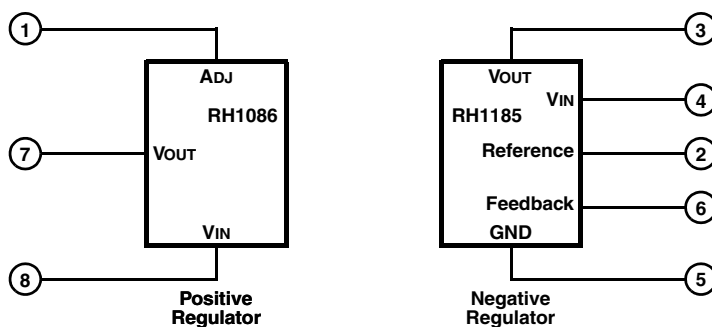 1
ADJ
RH1086
7
VOUT
VIN
8
Positive
Regulator
3
VOUT
VIN
4
RH1185
Reference
2
Feedback
6
GND
5
Negative
Regulator